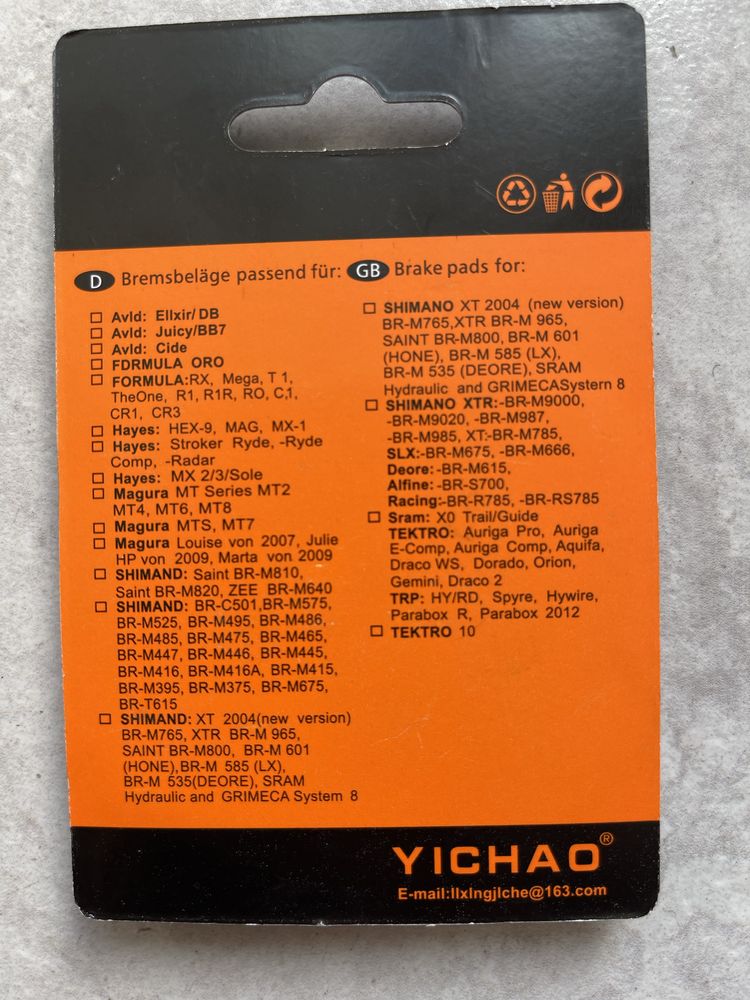 D Bremsbeläge passend für:
Avld: Ellxir/ DB
Avld: Juicy/BB7
Avld: Cide
FDRMULA ORO
FORMULA:RX, Mega, T 1,
TheOne, R1, R1R, RO, C,1,
CR1, CR3
Hayes: HEX-9, MAG, MX-1
Hayes: Stroker Ryde, -Ryde
Comp, -Radar
Hayes: MX 2/3/Sole
Magura MT Series MT2
MT4, MT6, MT8
Magura MTS, MT7
Magura Louise von 2007, Julie
HP von 2009, Marta von 2009
SHIMAND: Saint BR-M810,
Saint BR-M820, ZEE BR-M640
SHIMAND: BR-C501,BR-M575,
BR-M525, BR-M495, BR-M486,
BR-M485, BR-M475, BR-M465,
BR-M447, BR-M446, BR-M445,
BR-M416, BR-M416A, BR-M415,
BR-M395, BR-M375, BR-M675,
BR-T615
SHIMAND: XT 2004(new version)
BR-M765, XTR BR-M 965,
SAINT BR-M800, BR-M 601
(HONE),BR-M 585 (LX),
BR-M 535(DEORE), SRAM
Hydraulic and GRIMECA System 8
GB Brake pads for:
SHIMANO XT 2004 (new version)
BR-M765,XTR BR-M 965,
SAINT BR-M800, BR-M 601
(HONE), BR-M 585 (LX),
BR-M 535 (DEORE), SRAM
Hydraulic and GRIMECASystern 8
SHIMANO XTR:-BR-M9000,
-BR-M9020, -BR-M987,
-BR-M985, XT:-BR-M785,
SLX:-BR-M675, -BR-M666,
Deore:-BR-M615,
Alfine:-BR-S700,
Racing:-BR-R785, -BR-RS785
Sram: X0 Trail/Guide
TEKTRO: Auriga Pro, Auriga
E-Comp, Auriga Comp, Aquifa,
Draco WS, Dorado, Orion,
Gemini, Draco 2
TRP: HY/RD, Spyre, Hywire,
Parabox R, Parabox 2012
TEKTRO 10
YICHAO®
E-mail:llxlngjlche@163.com